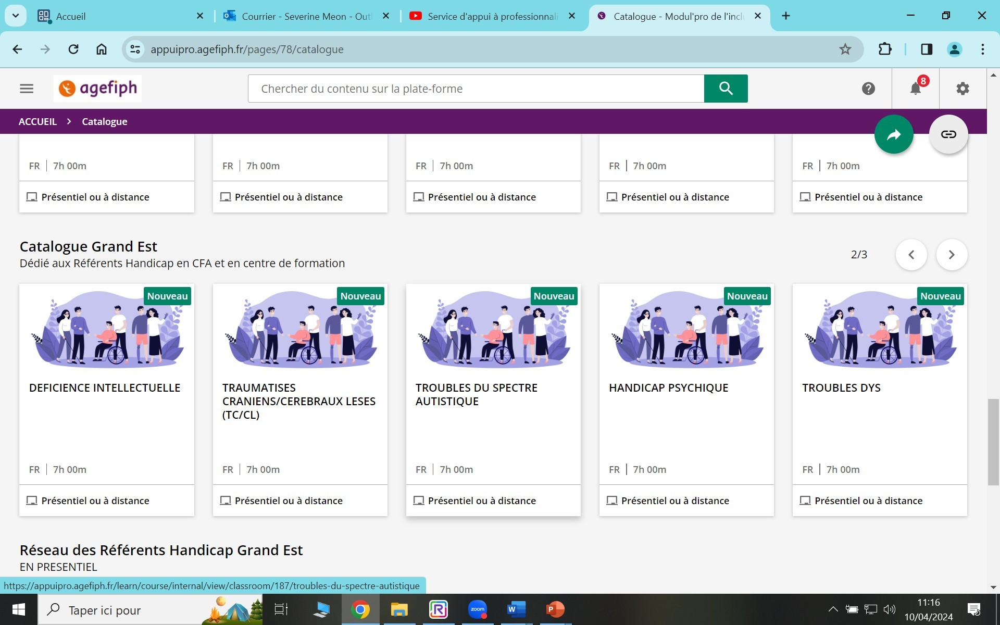 Accueil
Courrier - Severine Meon - Outl
Service d'appui à professionnali
Catalogue - Modul'pro de l'incl
appuipro.agefiph.fr/pages/78/catalogue
agefiph
Chercher du contenu sur la plate-forme
8
ACCUEIL > Catalogue
FR | 7h 00m
FR | 7h 00m
FR | 7h 00m
FR | 7h 00m
FR | 7h 00m
Présentiel ou à distance
Présentiel ou à distance
Présentiel ou à distance
Présentiel ou à distance
Présentiel ou à distance
Catalogue Grand Est
Dédié aux Référents Handicap en CFA et en centre de formation
2/3
Nouveau
Nouveau
Nouveau
Nouveau
Nouveau
DEFICIENCE INTELLECTUELLE
TRAUMATISES
CRANIENS/CEREBRAUX LESES
(TC/CL)
TROUBLES DU SPECTRE
AUTISTIQUE
HANDICAP PSYCHIQUE
TROUBLES DYS
FR | 7h 00m
FR | 7h 00m
FR | 7h 00m
FR | 7h 00m
FR | 7h 00m
Présentiel ou à distance
Présentiel ou à distance
Présentiel ou à distance
Présentiel ou à distance
Présentiel ou à distance
Réseau des Référents Handicap Grand Est
EN PRESENTIEL
https://appuipro.agefiph.fr/learn/course/internal/view/classroom/187/troubles-du-spectre-autistique
Taper ici pour
zoom
W
P
11:16
10/04/2024